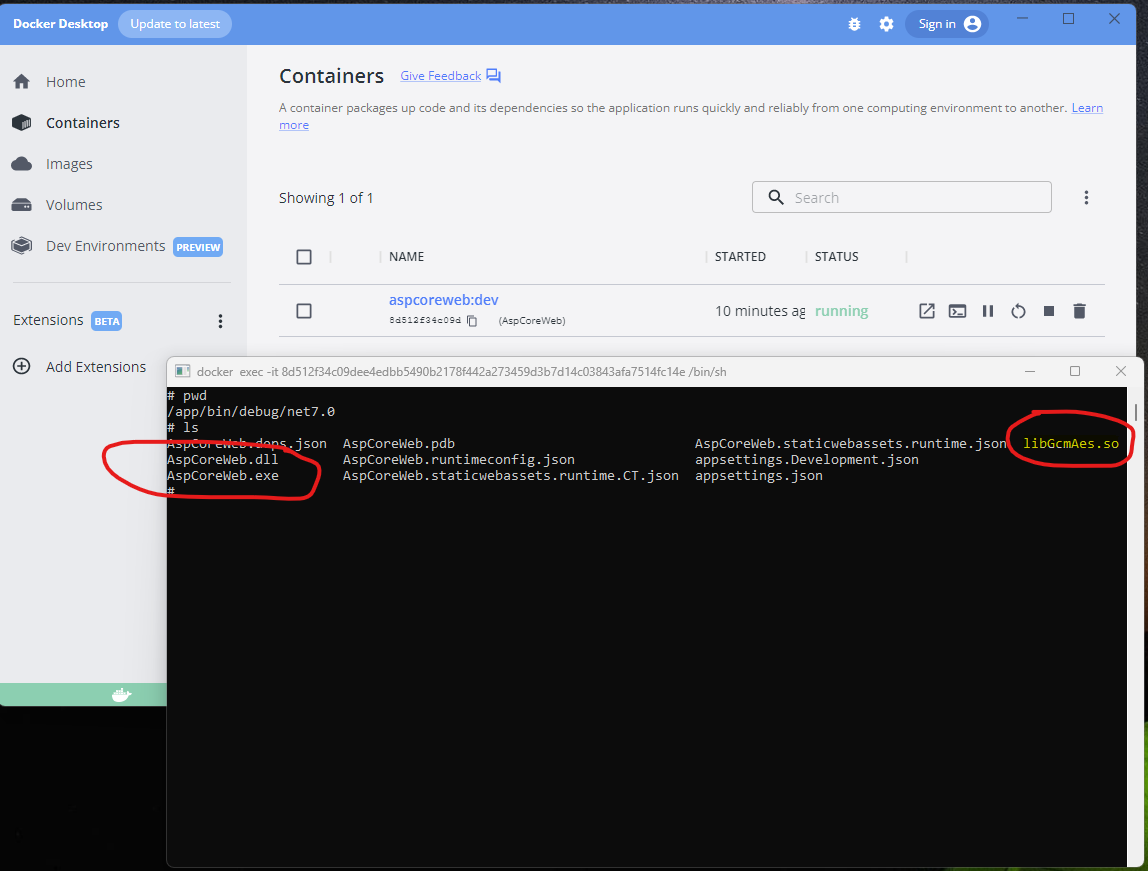 Docker Desktop Update to latest Sign in
Home
Containers
Images
Volumes
Dev Environments PREVIEW
Extensions BETA
Add Extensions
Containers Give Feedback
A container packages up code and its dependencies so the application runs quickly and reliably from one computing environment to another. Learn
more
Showing 1 of 1
Search
NAME STARTED STATUS
aspcoreweb:dev 10 minutes ag running
8d512f34c09d (AspCoreWeb)
docker exec -it 8d512f34c09dee4edbb5490b2178f442a273459d3b7d14c03843afa7514fc14e /bin/sh
# pwd
/app/bin/debug/net7.0
# ls
AspCoreWeb.deps.json AspCoreWeb.pdb AspCoreWeb.staticwebassets.runtime.json libGcmAes.so
AspCoreWeb.dll AspCoreWeb.runtimeconfig.json appsettings.Development.json
AspCoreWeb.exe AspCoreWeb.staticwebassets.runtime.CT.json appsettings.json
#